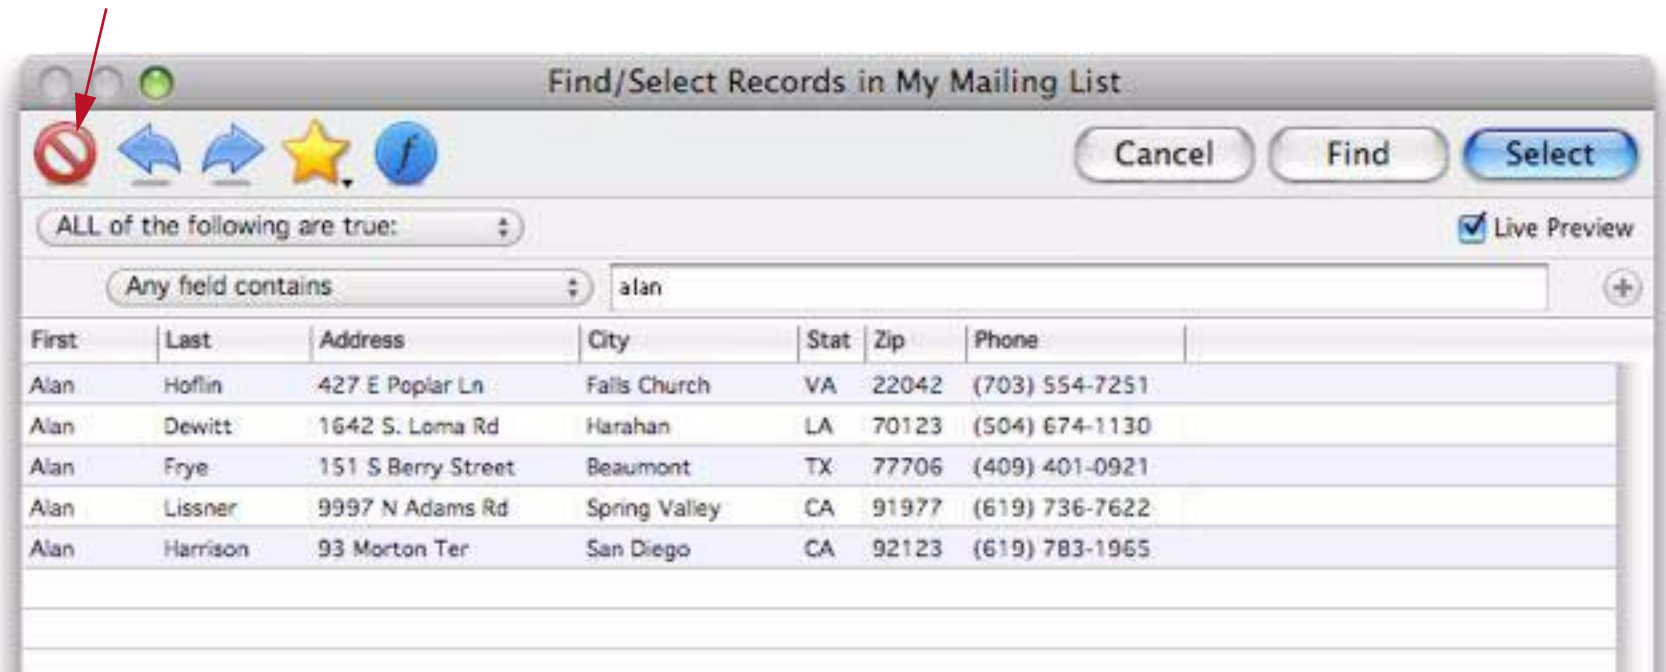 Find/Select Records in My Mailing List
f Cancel Find Select
ALL of the following are true: Live Preview
Any field contains alan
First Last Address City Stat Zip Phone
Alan Hoflin 427 E Poplar Ln Falls Church VA 22042 (703) 554-7251
Alan Dewitt 1642 S. Loma Rd Harahan LA 70123 (504) 674-1130
Alan Frye 151 S Berry Street Beaumont TX 77706 (409) 401-0921
Alan Lissner 9997 N Adams Rd Spring Valley CA 91977 (619) 736-7622
Alan Harrison 93 Morton Ter San Diego CA 92123 (619) 783-1965